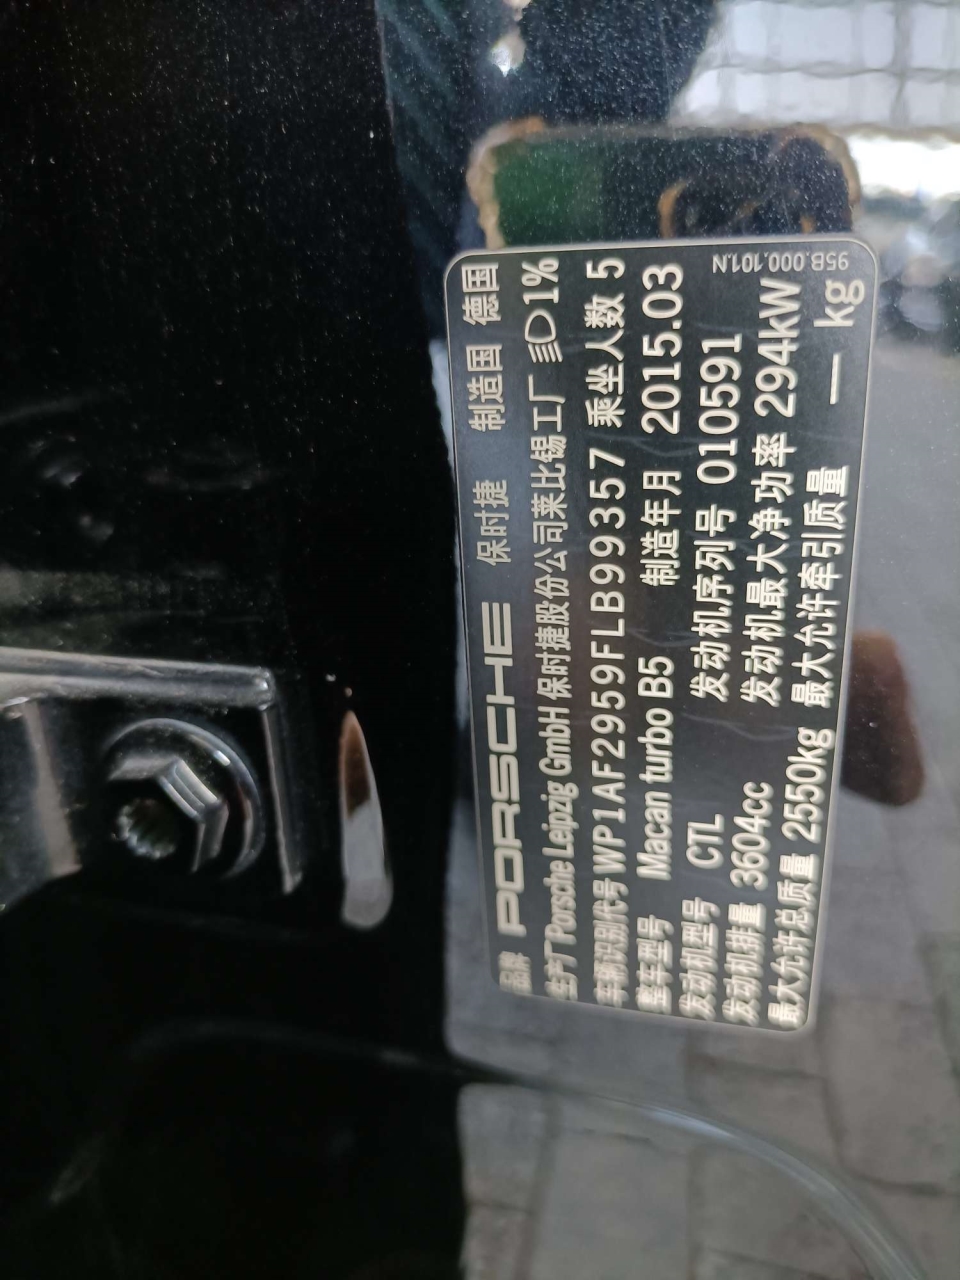 品牌 PORSCHE 保时捷 制造国 德国
生产厂 Porsche Leipzig GmbH 保时捷股份公司莱比锡工厂 1%
车辆识别代号 WP1AF2959FLB99357 乘坐人数 5
整车型号 Macan turbo B5 制造年月 2015.03
发动机型号 CTL 发动机序列号 010591
发动机排量 3604cc 发动机最大净功率 294kW
最大允许总质量 2550kg 最大允许牵引质量 — kg
95B.000.101.N